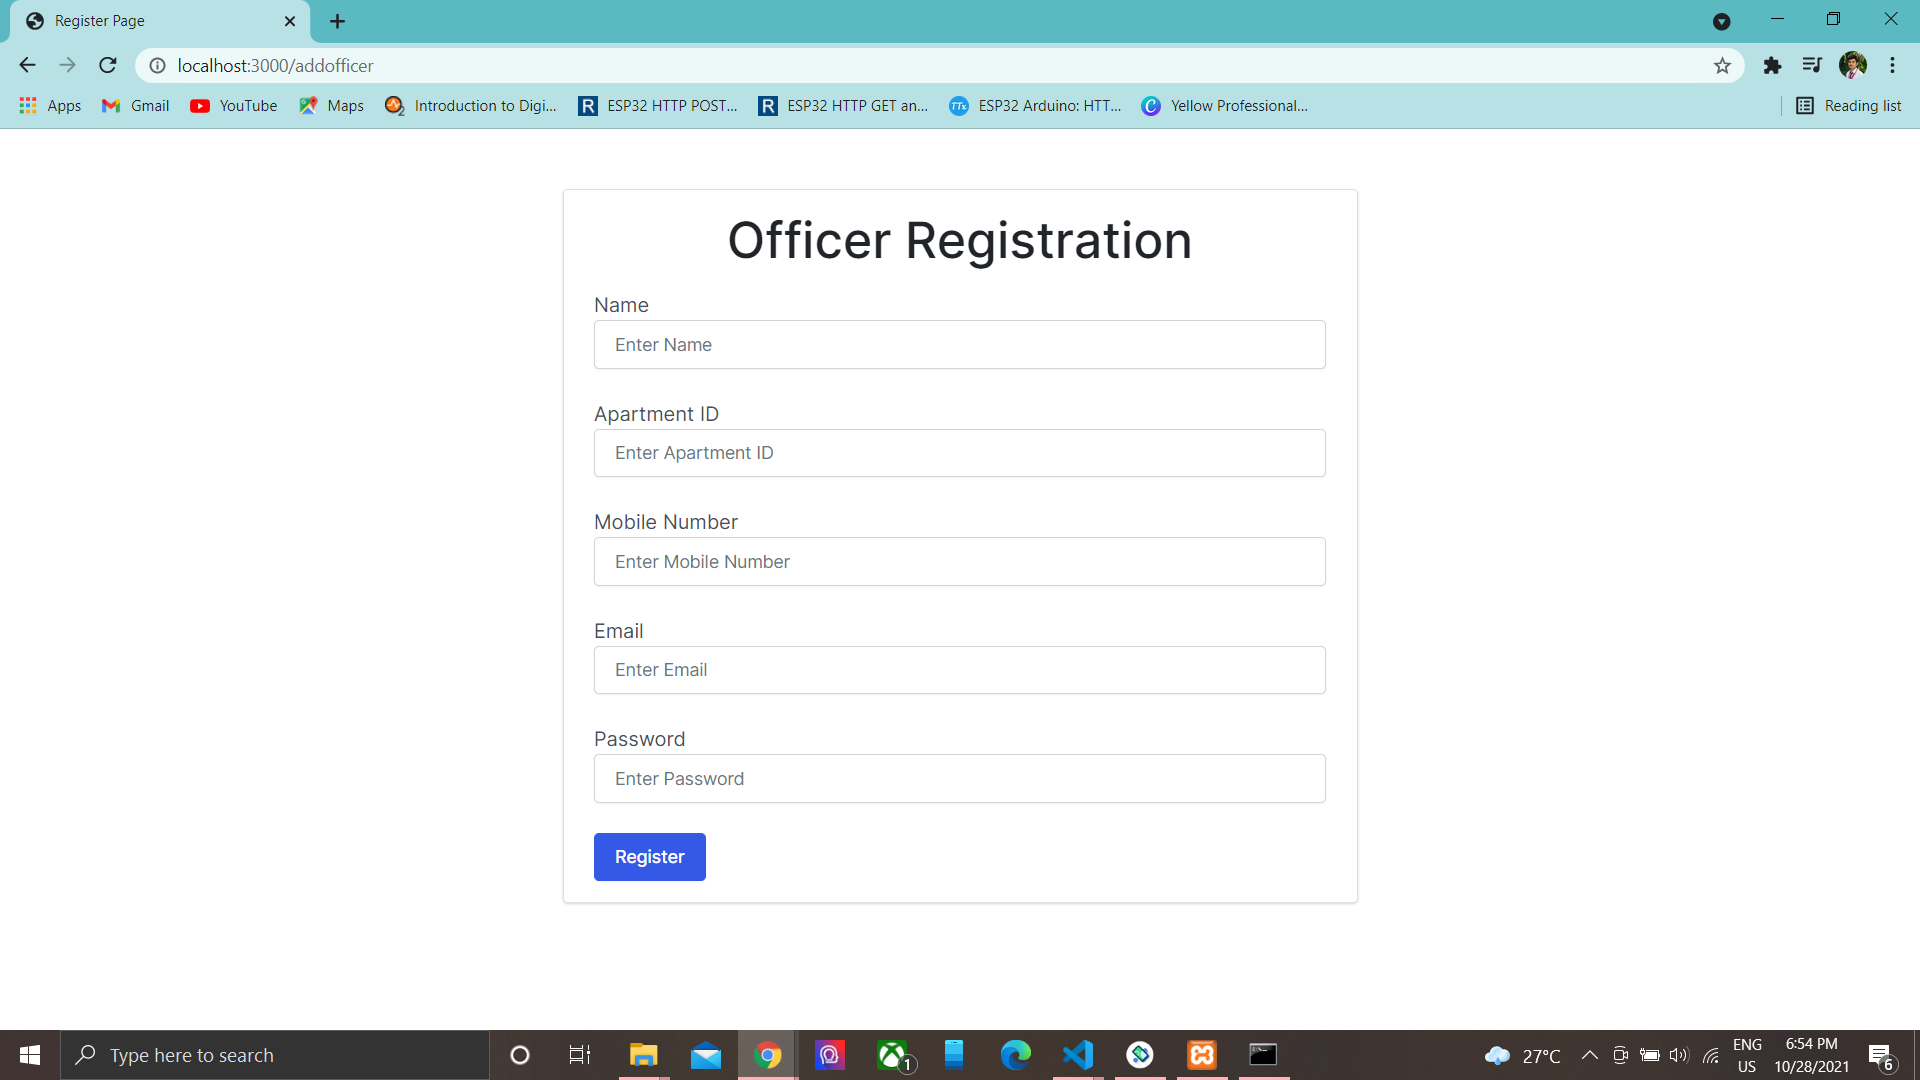 Register Page
localhost:3000/addofficer
Apps Gmail YouTube Maps Introduction to Digi... R ESP32 HTTP POST... R ESP32 HTTP GET an... TTx ESP32 Arduino: HTT... C Yellow Professional... Reading list
Officer Registration
Name
Enter Name
Apartment ID
Enter Apartment ID
Mobile Number
Enter Mobile Number
Email
Enter Email
Password
Enter Password
Register
Type here to search
1
27°C
ENG
US
6:54 PM
10/28/2021
6